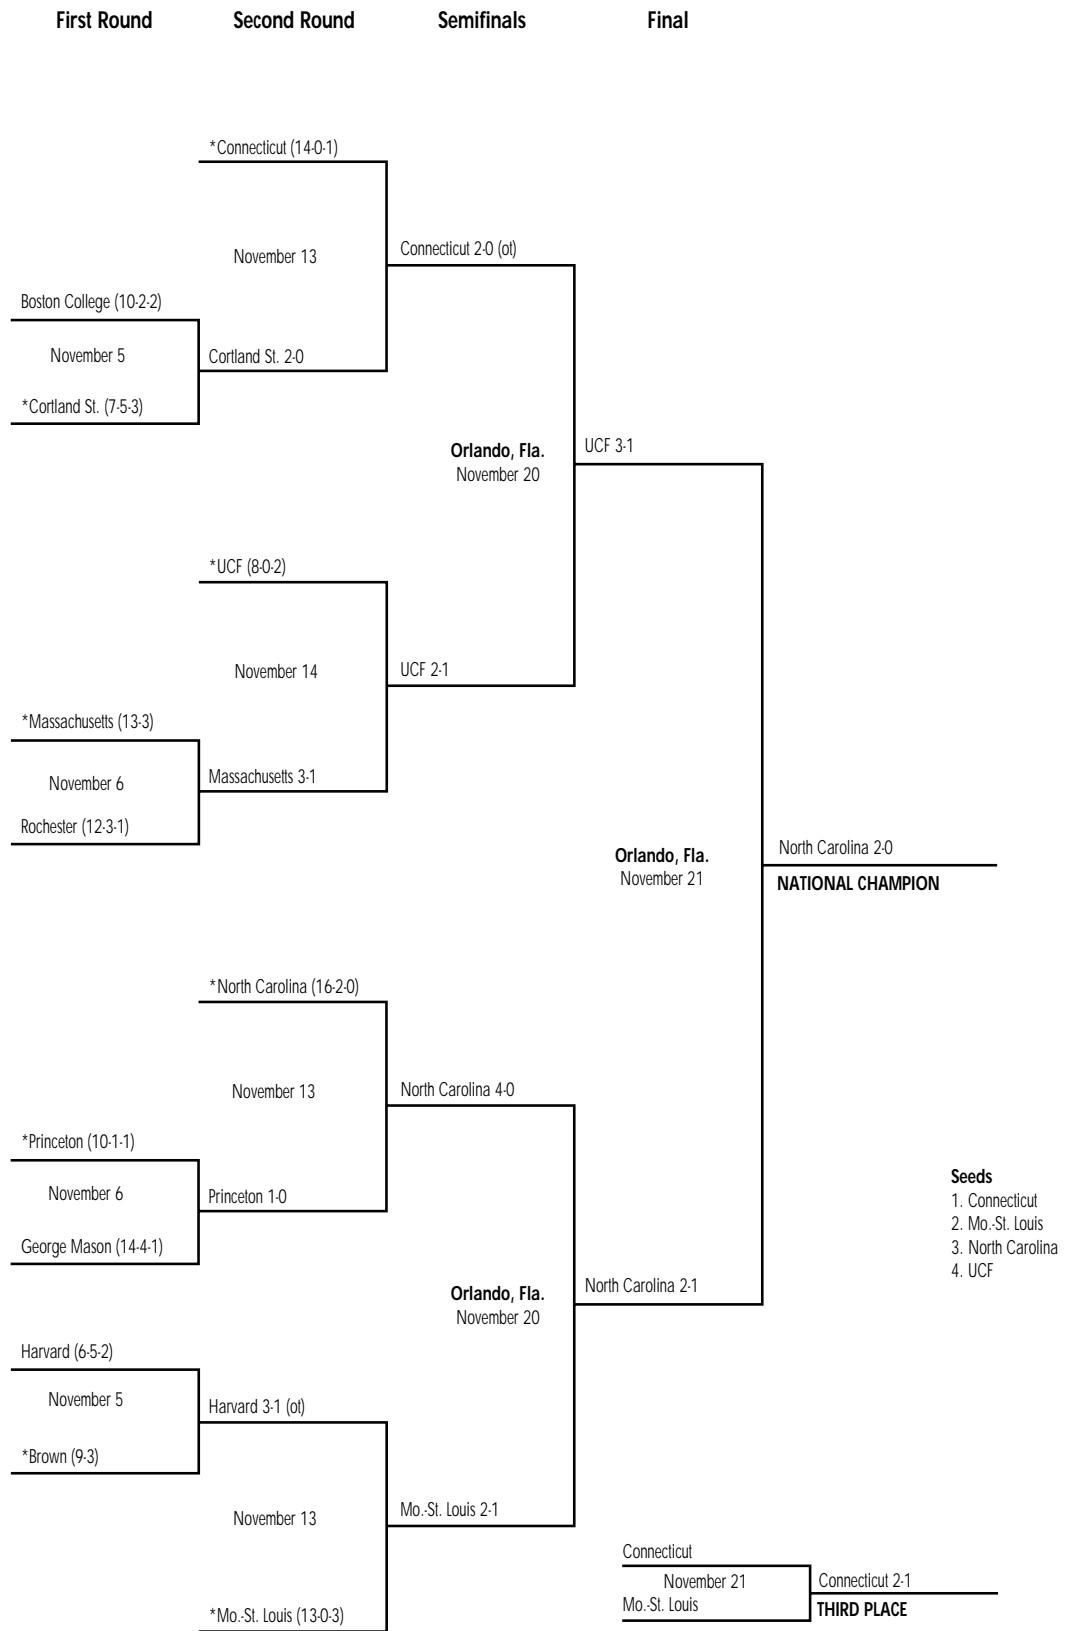 First Round
Second Round
Semifinals
Final
*Connecticut (14-0-1)
November 13
Connecticut 2-0 (ot)
Boston College (10-2-2)
November 5
Cortland St. 2-0
*Cortland St. (7-5-3)
Orlando, Fla.
November 20
UCF 3-1
*UCF (8-0-2)
November 14
UCF 2-1
*Massachusetts (13-3)
November 6
Massachusetts 3-1
Rochester (12-3-1)
Orlando, Fla.
November 21
North Carolina 2-0
NATIONAL CHAMPION
*North Carolina (16-2-0)
November 13
North Carolina 4-0
*Princeton (10-1-1)
November 6
Princeton 1-0
George Mason (14-4-1)
Orlando, Fla.
November 20
North Carolina 2-1
Seeds
1. Connecticut
2. Mo.-St. Louis
3. North Carolina
4. UCF
Harvard (6-5-2)
November 5
Harvard 3-1 (ot)
*Brown (9-3)
November 13
Mo.-St. Louis 2-1
*Mo.-St. Louis (13-0-3)
Connecticut
November 21
Mo.-St. Louis
Connecticut 2-1
THIRD PLACE